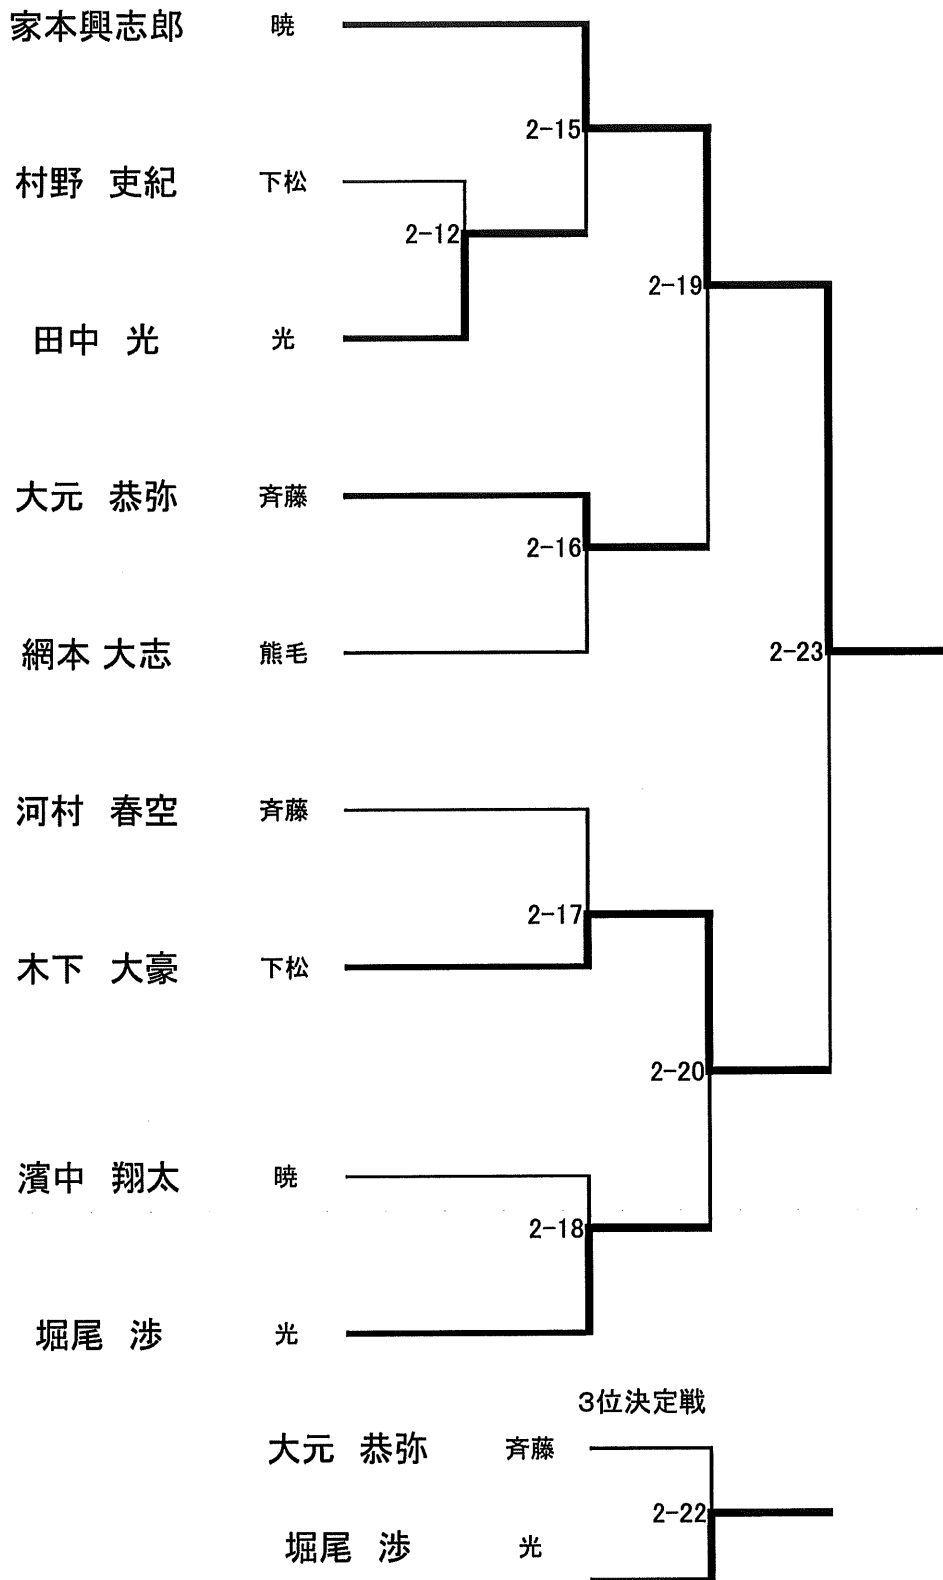 家本興志郎 暁
2-15
村野 吏紀 下松
2-12
2-19
田中 光 光
大元 恭弥 斉藤
2-16
網本 大志 熊毛
2-23
河村 春空 斉藤
2-17
木下 大豪 下松
2-20
濱中 翔太 暁
2-18
堀尾 渉 光
3位決定戦
大元 恭弥 斉藤
2-22
堀尾 渉 光